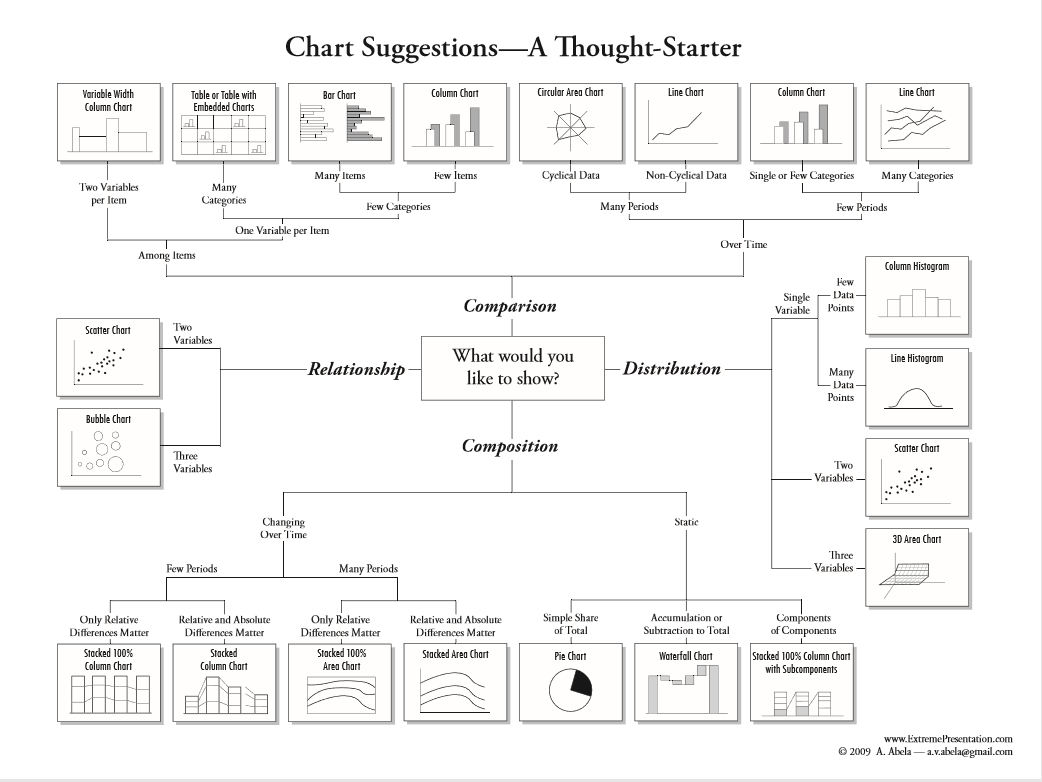 Chart Suggestions—A Thought-Starter
Variable Width
Column Chart
Table or Table with
Embedded Charts
Bar Chart
Column Chart
Circular Area Chart
Line Chart
Column Chart
Line Chart
Two Variables
per Item
Many
Categories
Many Items
Few Items
Cyclical Data
Non-Cyclical Data
Single or Few Categories
Many Categories
Few Categories
Many Periods
Few Periods
One Variable per Item
Over Time
Among Items
Comparison
What would you
like to show?
Relationship
Two
Variables
Scatter Chart
Bubble Chart
Three
Variables
Distribution
Single
Variable
Few
Data
Points
Column Histogram
Many
Data
Points
Line Histogram
Two
Variables
Scatter Chart
Three
Variables
3D Area Chart
Composition
Changing
Over Time
Static
Few Periods
Many Periods
Only Relative
Differences Matter
Relative and Absolute
Differences Matter
Only Relative
Differences Matter
Relative and Absolute
Differences Matter
Simple Share
of Total
Accumulation or
Subtraction to Total
Components
of Components
Stacked 100%
Column Chart
Stacked
Column Chart
Stacked 100%
Area Chart
Stacked Area Chart
Pie Chart
Waterfall Chart
Stacked 100% Column Chart
with Subcomponents
www.ExtremePresentation.com
© 2009 A. Abela — a.v.abela@gmail.com